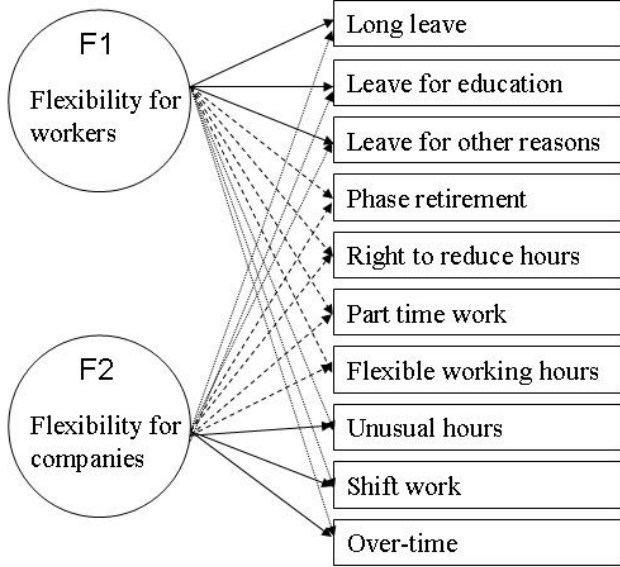 F1
Flexibility for
workers
F2
Flexibility for
companies
Long leave
Leave for education
Leave for other reasons
Phase retirement
Right to reduce hours
Part time work
Flexible working hours
Unusual hours
Shift work
Over-time